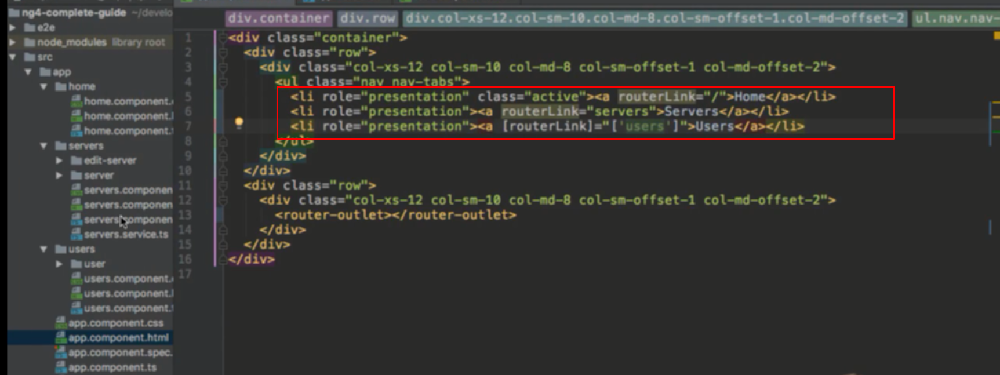 ng4-complete-guide ~/develo
e2e
node_modules library root
src
app
home
home.component.
home.component.
home.component.
servers
edit-server
server
servers.componen
servers.componen
servers.componen
servers.service.ts
users
user
users.component.
users.component.
users.component.
app.component.css
app.component.html
app.component.spec.
app.component.ts
div.container div.row div.col-xs-12.col-sm-10.col-md-8.col-sm-offset-1.col-md-offset-2 ul.nav.nav-
1 <div class="container">
2 <div class="row">
3 <div class="col-xs-12 col-sm-10 col-md-8 col-sm-offset-1 col-md-offset-2">
4 <ul class="nav nav-tabs">
5 <li role="presentation" class="active"><a routerLink="/">Home</a></li>
6 <li role="presentation"><a routerLink="servers">Servers</a></li>
7 <li role="presentation"><a [routerLink]="['users']">Users</a></li>
8 </ul>
9 </div>
10 </div>
11 <div class="row">
12 <div class="col-xs-12 col-sm-10 col-md-8 col-sm-offset-1 col-md-offset-2">
13 <router-outlet></router-outlet>
14 </div>
15 </div>
16 </div>
17